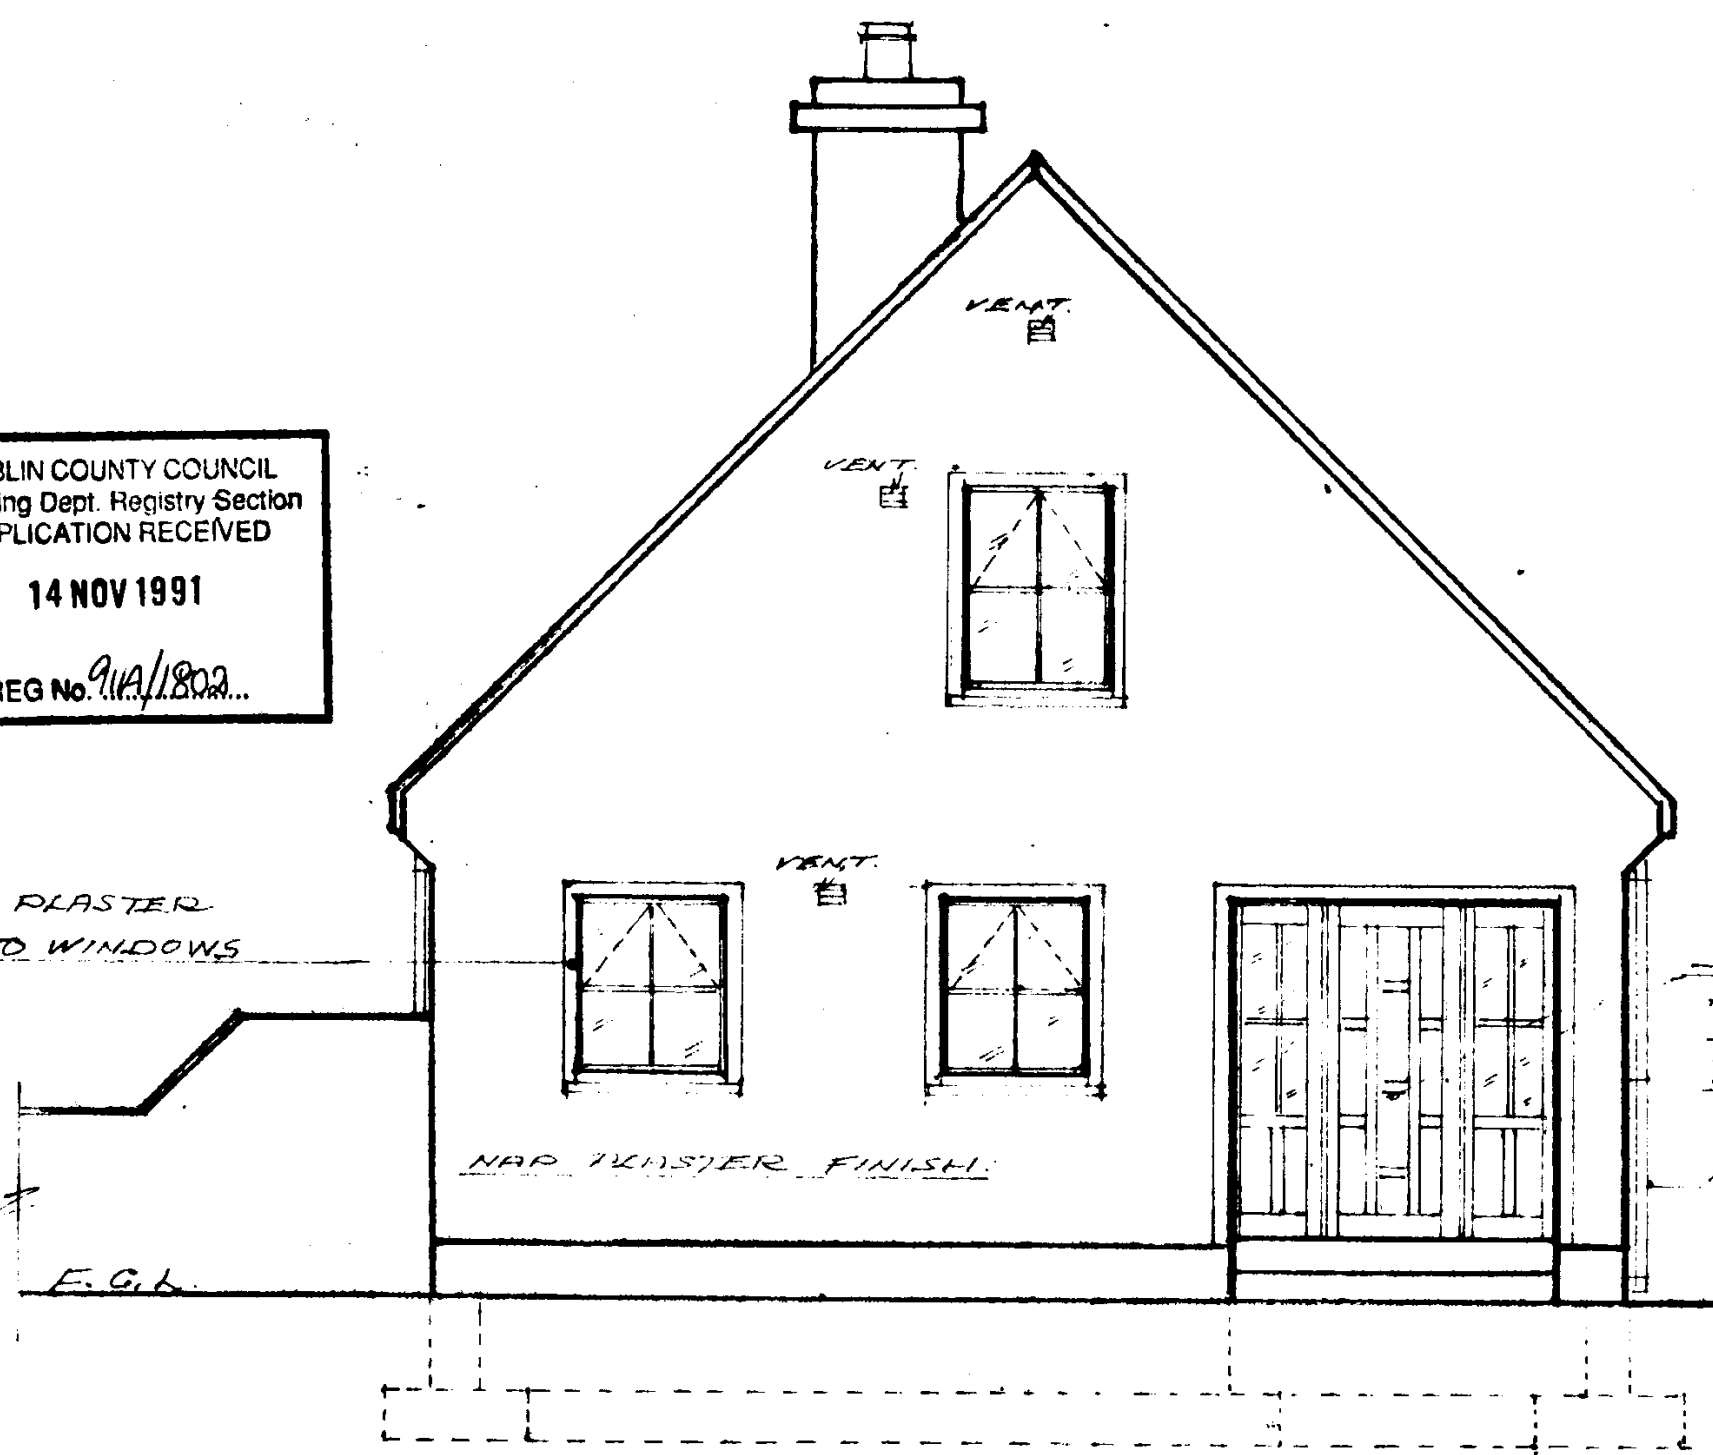 VENT.
VENT.
BLIN COUNTY COUNCIL
ing Dept. Registry Section
PLICATION RECEIVED
14 NOV 1991
REG No. 91A/1802
VENT.
PLASTER
TO WINDOWS
NAP PLASTER FINISH.
E.G.L.